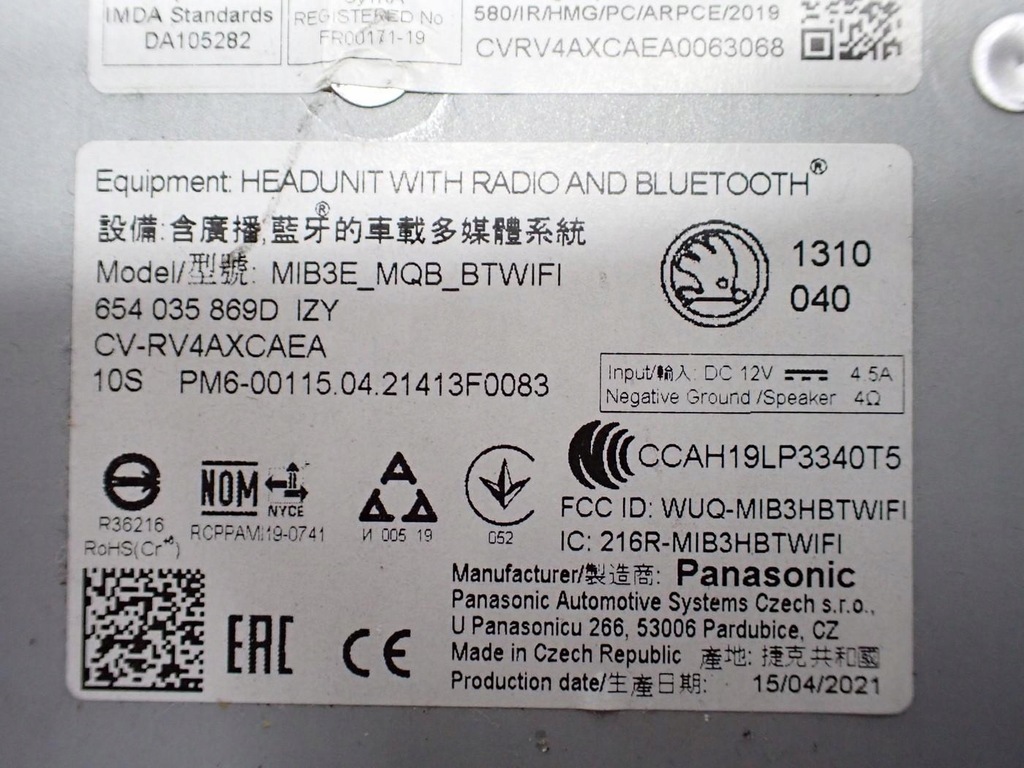 IMDA Standards
DA105282
REGISTERED No
FR00171-19
580/IR/HMG/PC/ARPCE/2019
CVRV4AXCAEA0063068
Equipment: HEADUNIT WITH RADIO AND BLUETOOTH®
設備:含廣播,藍牙®的車載多媒體系統
Model/型號: MIB3E_MQB_BTWIFI
654 035 869D IZY
CV-RV4AXCAEA
10S PM6-00115.04.21413F0083
1310
040
Input/輸入: DC 12V 4.5A
Negative Ground /Speaker 4Ω
R36216
RoHS(Cr+6)
NOM
NYCE
RCPPAMI19-0741
И 005 19
052
CCAH19LP3340T5
FCC ID: WUQ-MIB3HBTWIFI
IC: 216R-MIB3HBTWIFI
EAC
CE
Manufacturer/製造商: Panasonic
Panasonic Automotive Systems Czech s.r.o.,
U Panasonicu 266, 53006 Pardubice, CZ
Made in Czech Republic 產地: 捷克共和國
Production date/生產日期: 15/04/2021